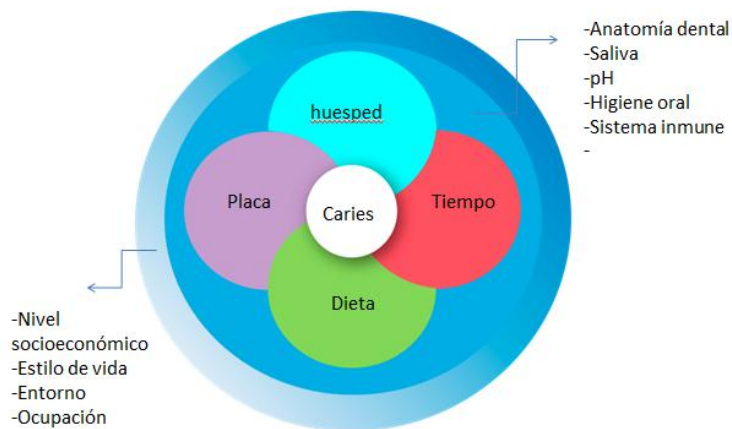 -Anatomía dental
-Saliva
-pH
-Higiene oral
-Sistema inmune
-
huesped
Placa
Caries
Tiempo
Dieta
-Nivel
socioeconómico
-Estilo de vida
-Entorno
-Ocupación